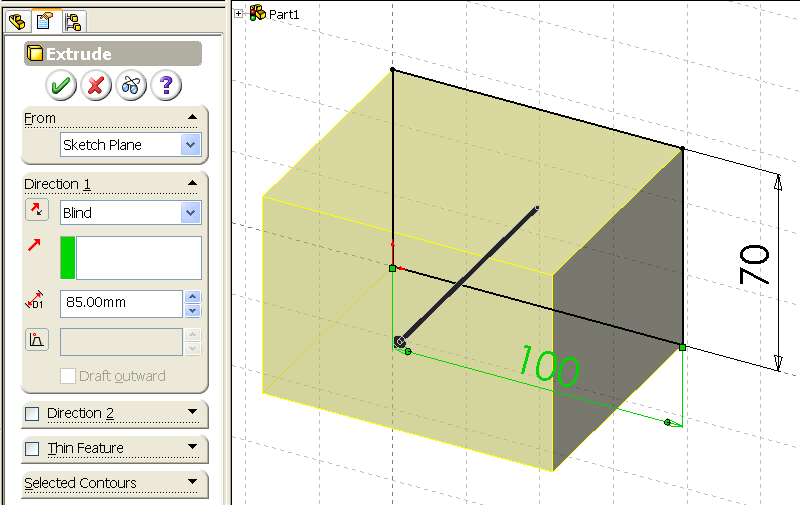 Part1
Extrude
?
From
Sketch Plane
Direction 1
Blind
D1
85.00mm
Draft outward
Direction 2
Thin Feature
Selected Contours
70
100